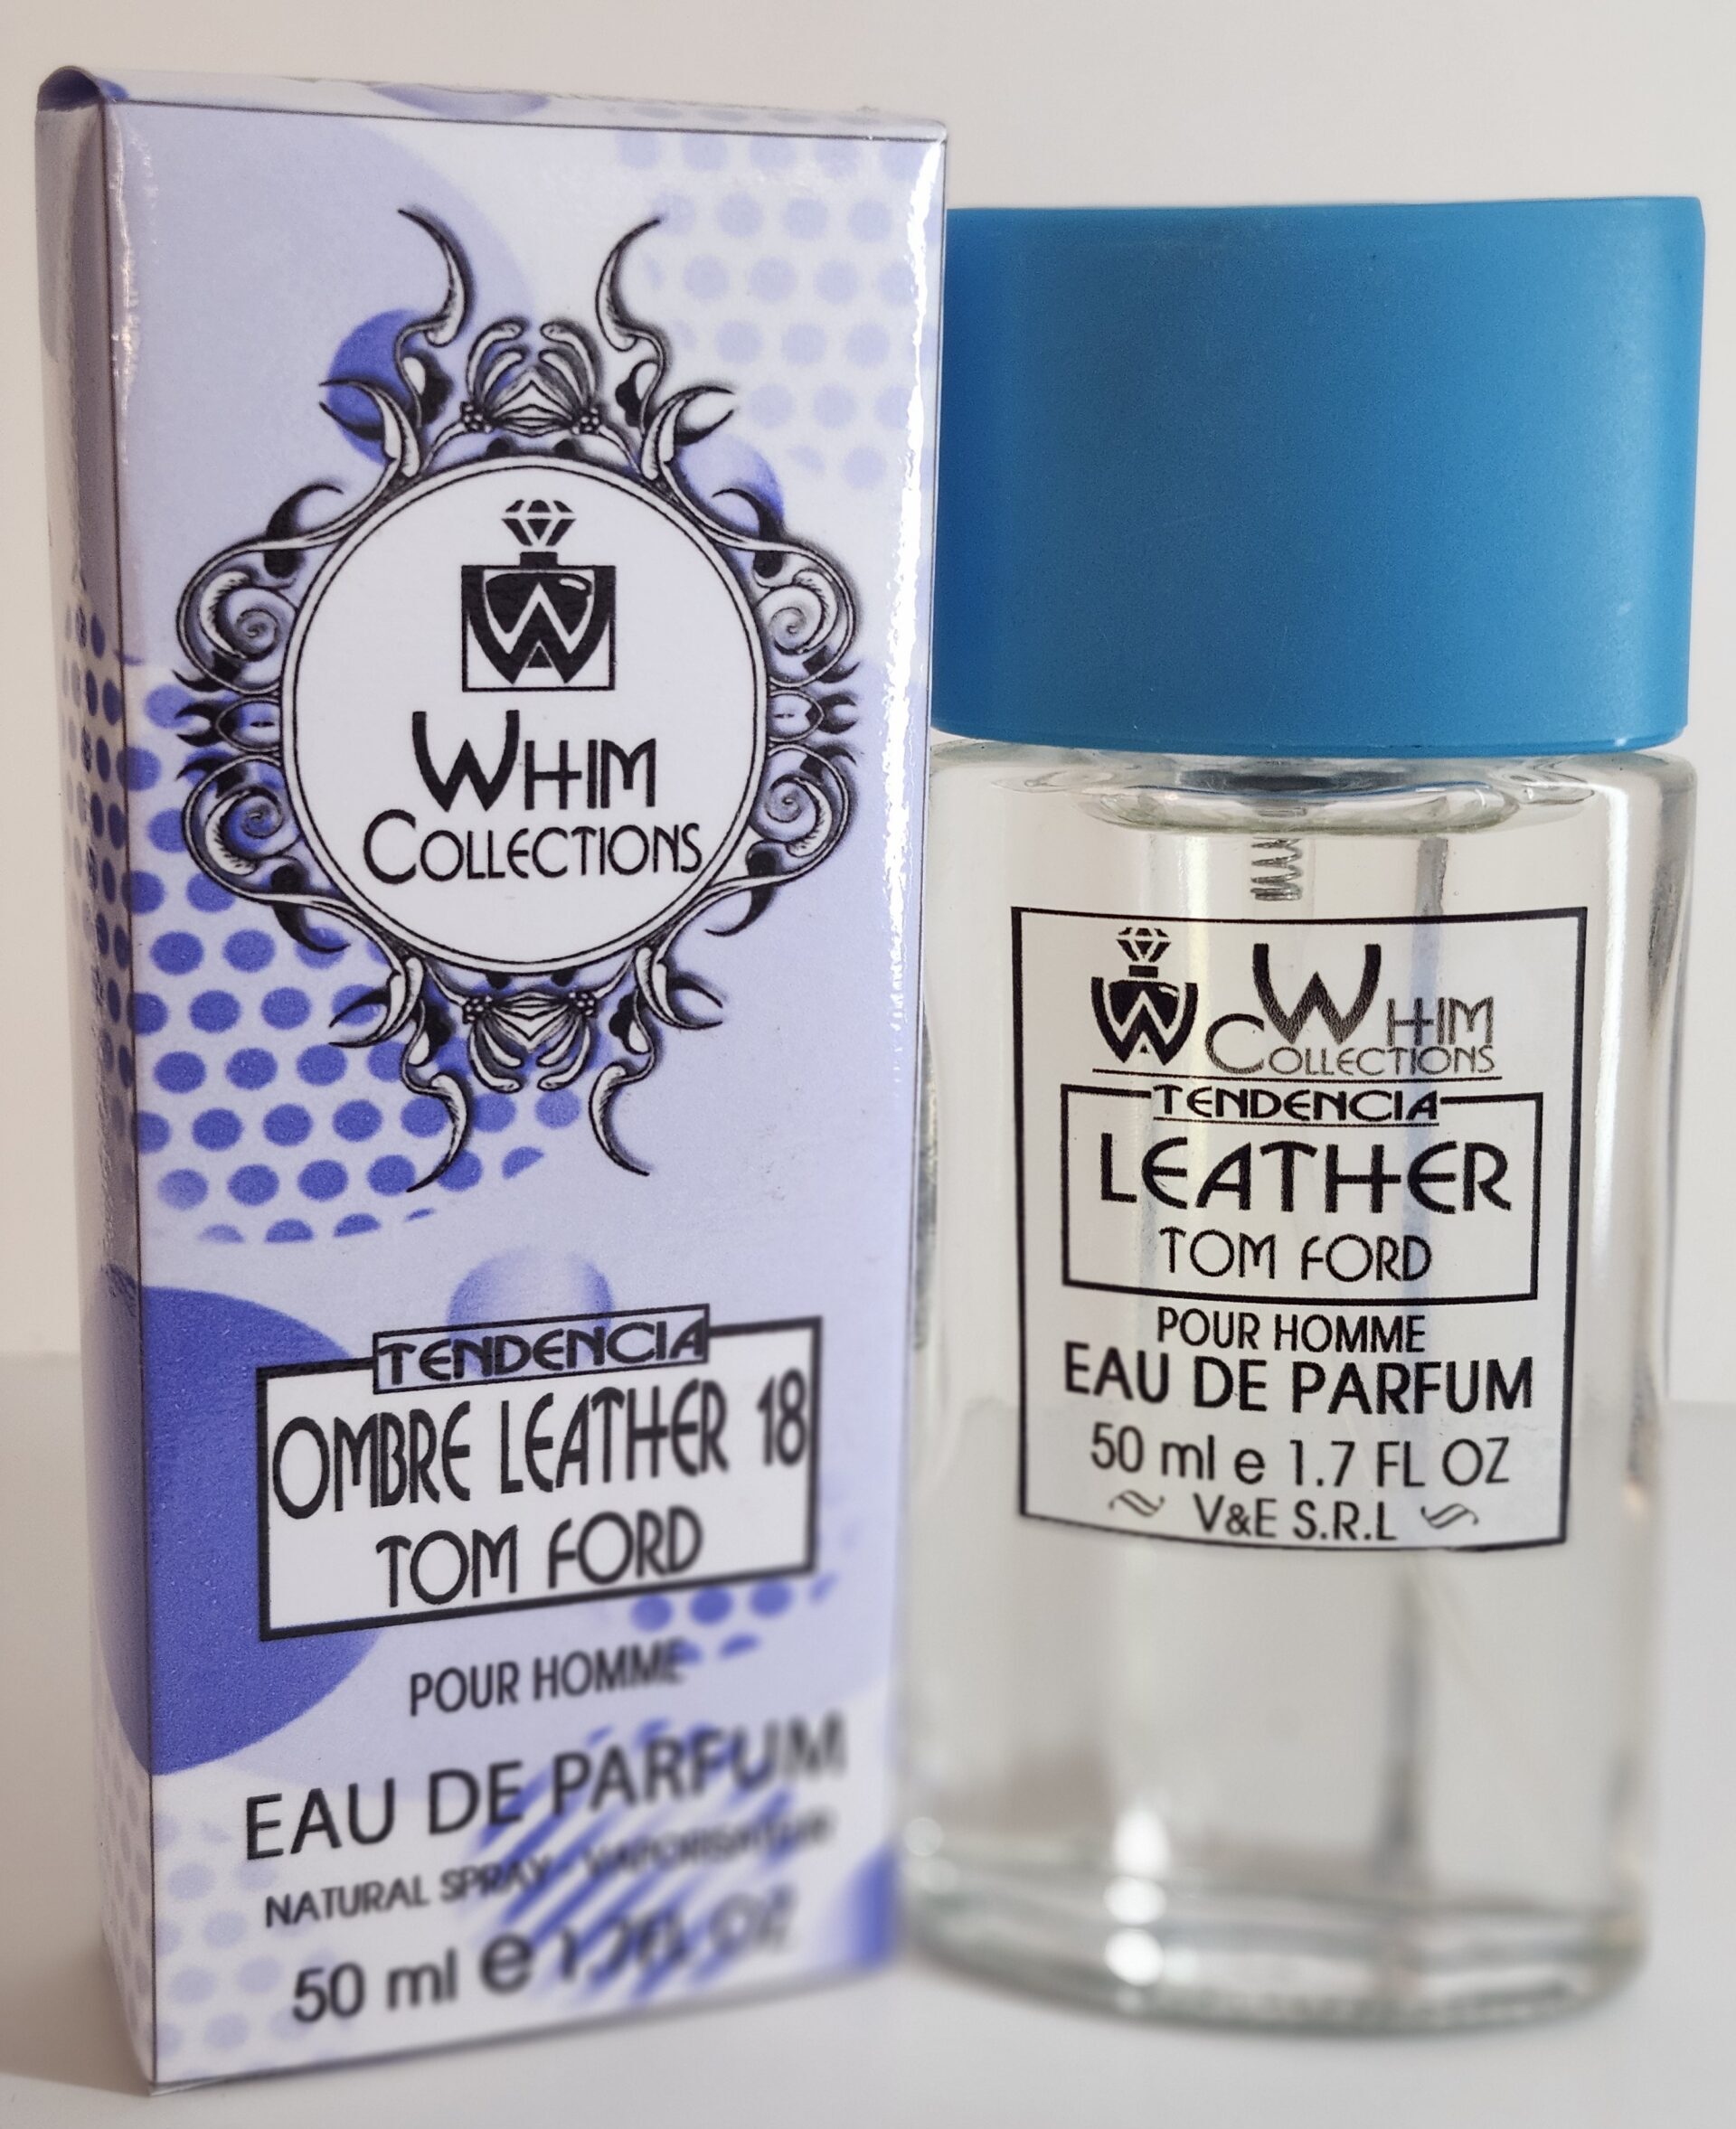 WHIM
COLLECTIONS
TENDENCIA
OMBRE LEATHER 18
TOM FORD
POUR HOMME
EAU DE PARFUM
NATURAL SPRAY
50 ml e
WHIM
COLLECTIONS
TENDENCIA
LEATHER
TOM FORD
POUR HOMME
EAU DE PARFUM
50 ml e 1.7 FL OZ
V&E S.R.L